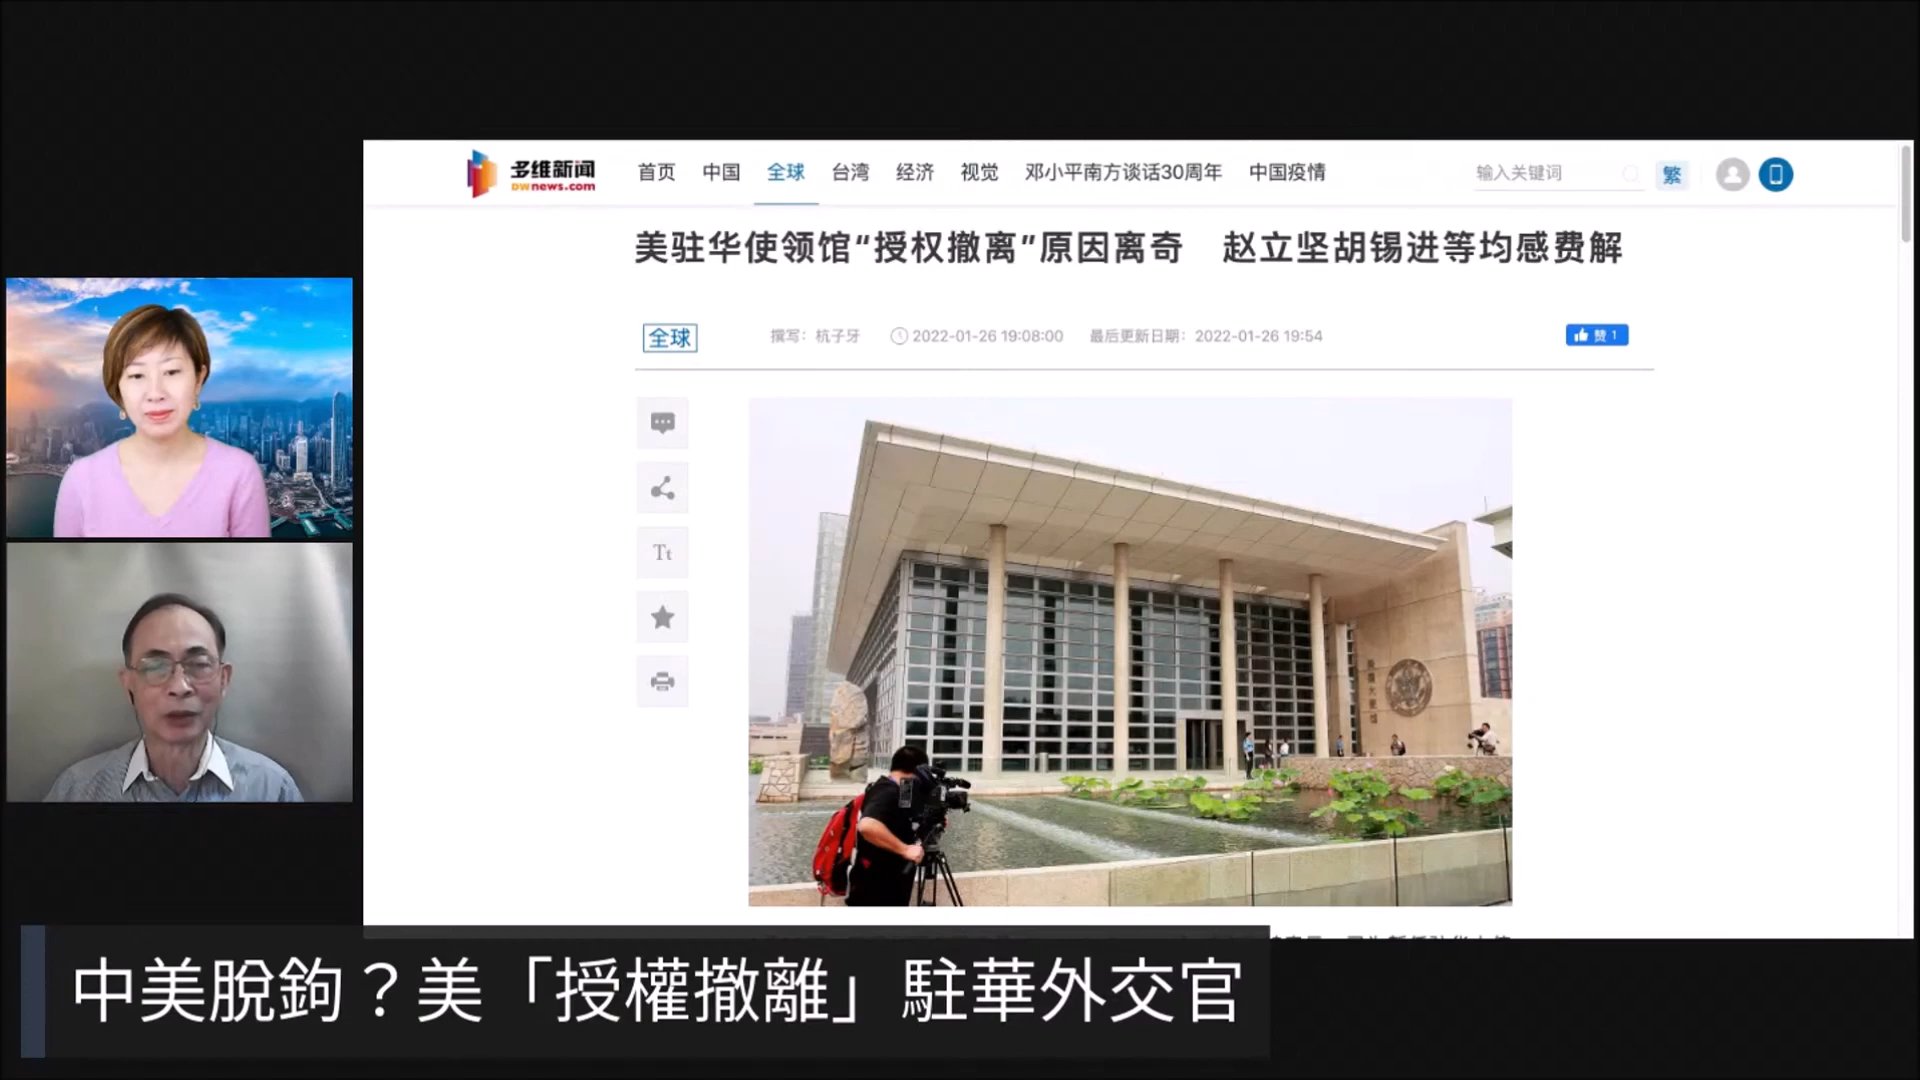 多维新闻
DWnews.com
首页 中国 全球 台湾 经济 视觉 邓小平南方谈话30周年 中国疫情
输入关键词
繁
美驻华使领馆“授权撤离”原因离奇 赵立坚胡锡进等均感费解
全球
撰写：杭子牙 2022-01-26 19:08:00 最后更新日期：2022-01-26 19:54
赞 1
Tt
中美脫鉤？美「授權撤離」駐華外交官